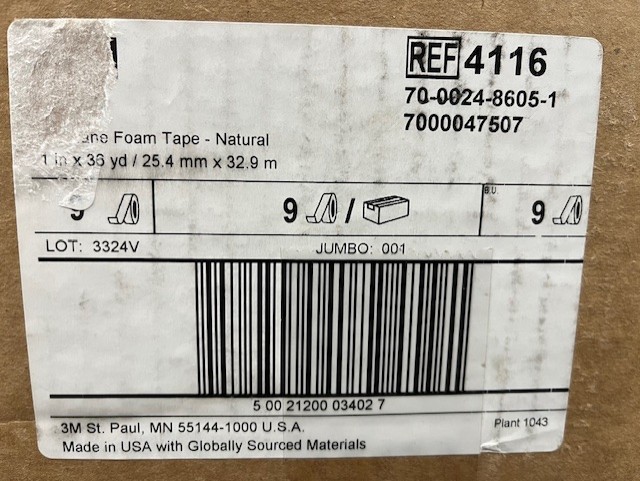 REF 4116
70-0024-8605-1
7000047507
Foam Tape - Natural
1 in x 36 yd / 25.4 mm x 32.9 m
9
9 /
B.U.
9
LOT: 3324V
JUMBO: 001
5 00 21200 03402 7
3M St. Paul, MN 55144-1000 U.S.A.
Plant 1043
Made in USA with Globally Sourced Materials